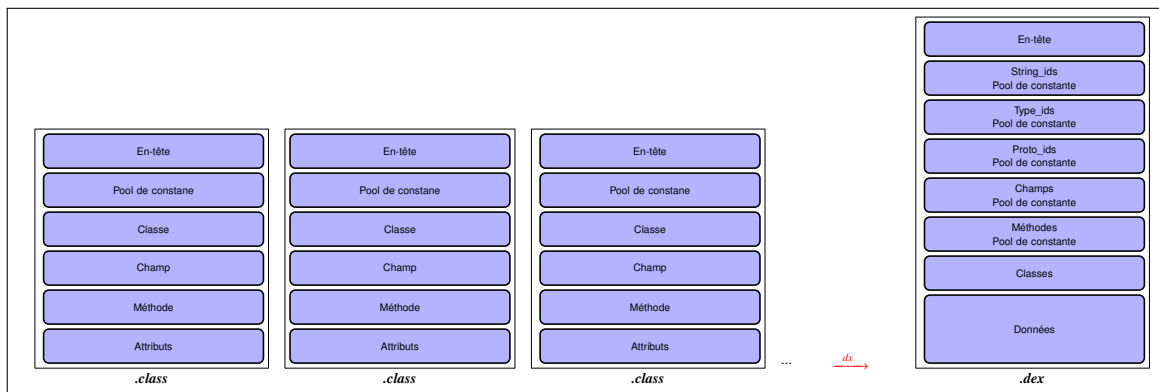 En-tête
Pool de constane
Classe
Champ
Méthode
Attributs
.class
En-tête
Pool de constane
Classe
Champ
Méthode
Attributs
.class
En-tête
Pool de constane
Classe
Champ
Méthode
Attributs
.class
...
dx
En-tête
String_ids
Pool de constante
Type_ids
Pool de constante
Proto_ids
Pool de constante
Champs
Pool de constante
Méthodes
Pool de constante
Classes
Données
.dex